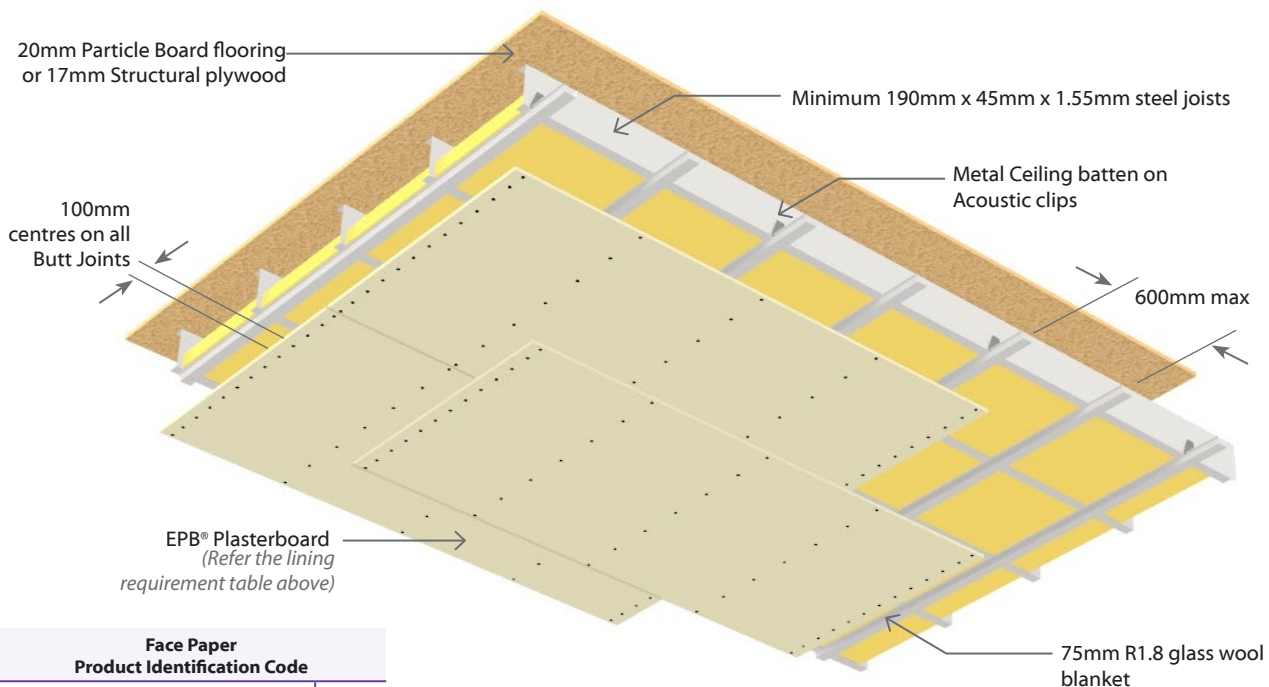 20mm Particle Board flooring
or 17mm Structural plywood
Minimum 190mm x 45mm x 1.55mm steel joists
Metal Ceiling batten on
Acoustic clips
100mm
centres on all
Butt Joints
600mm max
EPB® Plasterboard
(Refer the lining
requirement table above)
75mm R1.8 glass wool
blanket
Face Paper
Product Identification Code